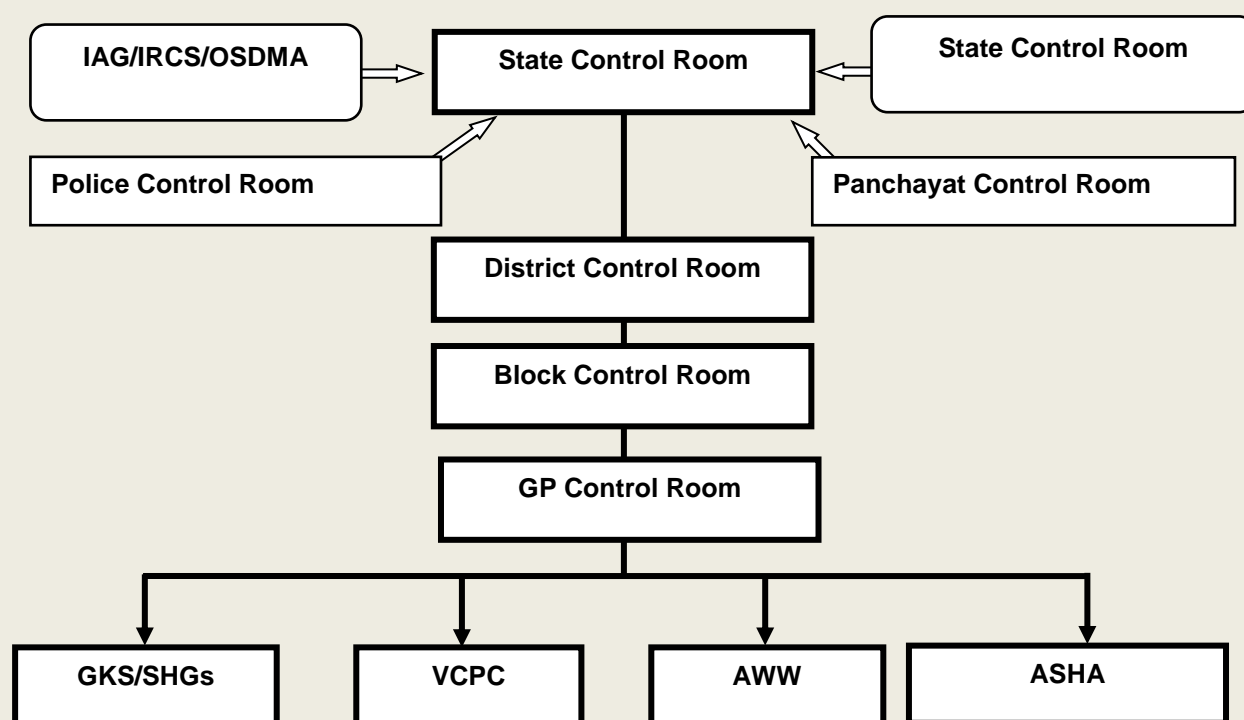 IAG/IRCS/OSDMA
State Control Room
State Control Room
Police Control Room
Panchayat Control Room
District Control Room
Block Control Room
GP Control Room
GKS/SHGs
VCPC
AWW
ASHA